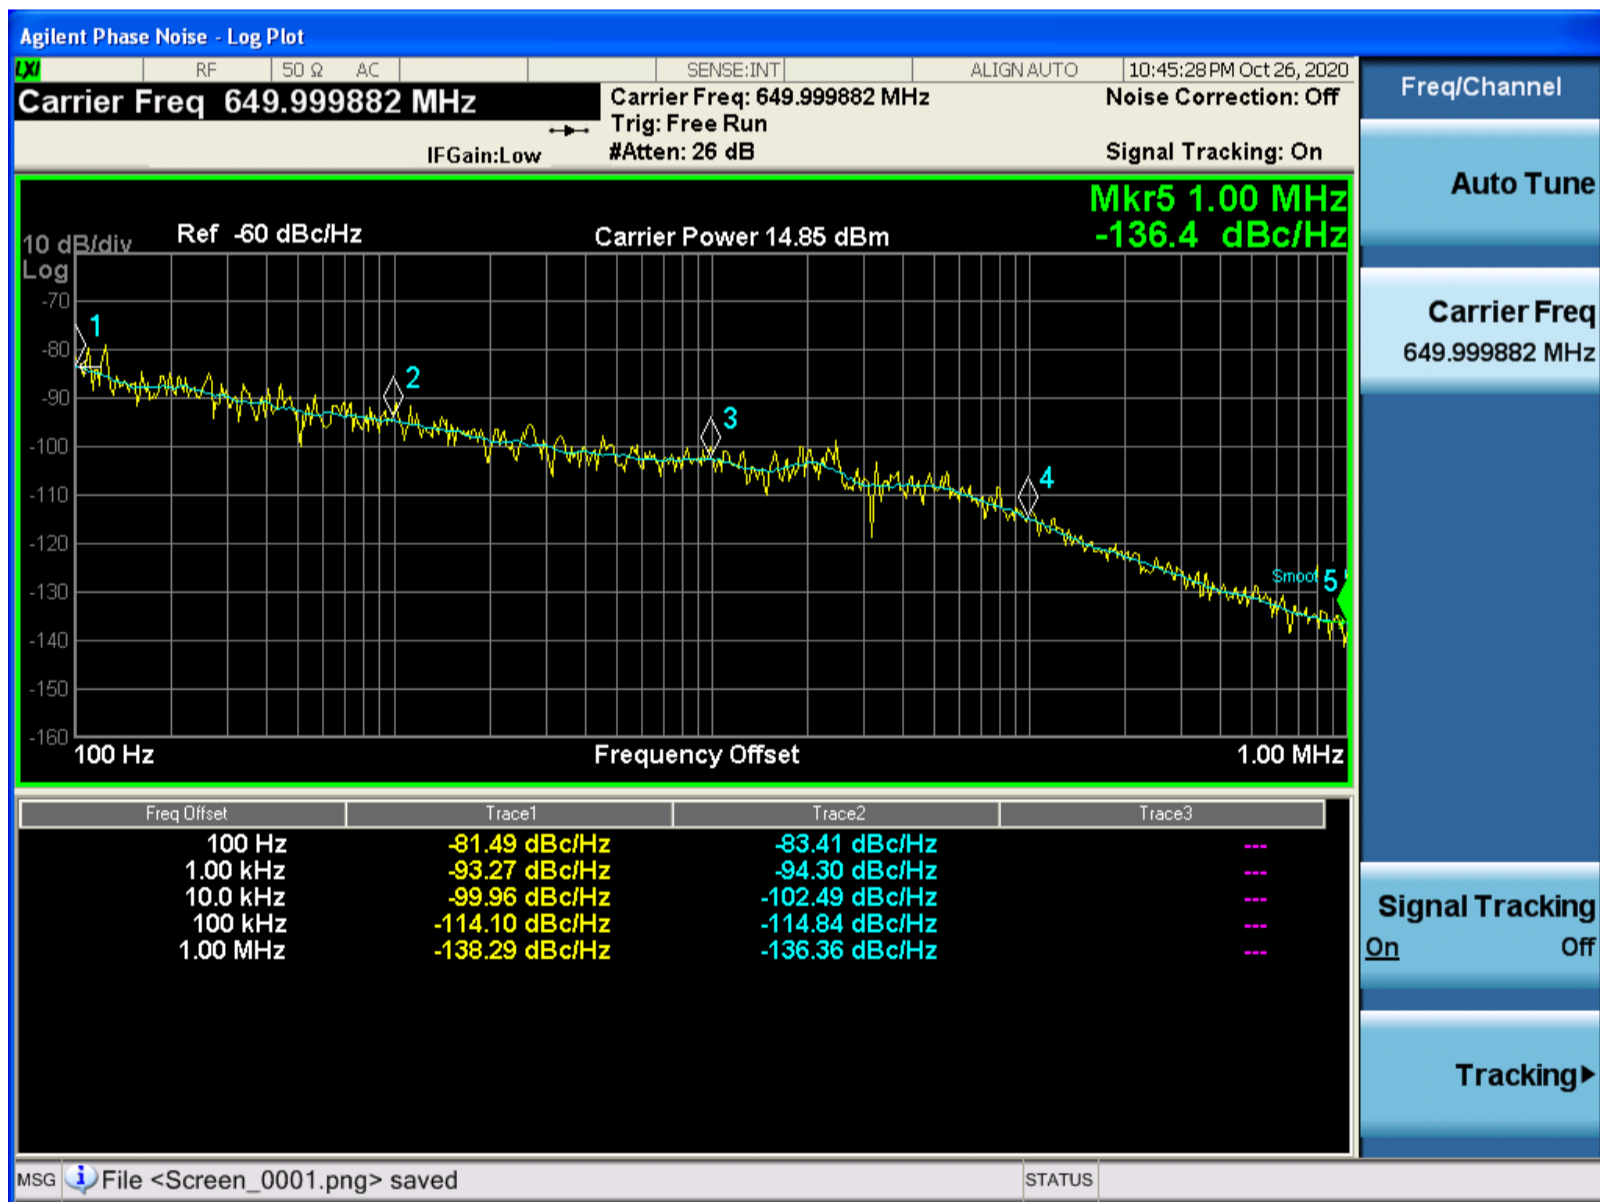 Agilent Phase Noise - Log Plot
LXI RF 50 Ω AC SENSE:INT ALIGN AUTO 10:45:28 PM Oct 26, 2020
Carrier Freq 649.999882 MHz
Carrier Freq: 649.999882 MHz
Noise Correction: Off
Trig: Free Run
IFGain:Low
#Atten: 26 dB
Signal Tracking: On
Mkr5 1.00 MHz
-136.4 dBc/Hz
10 dB/div
Log
Ref -60 dBc/Hz
Carrier Power 14.85 dBm
-70
-80
-90
-100
-110
-120
-130
-140
-150
-160
1
2
3
4
5
100 Hz
Frequency Offset
1.00 MHz
Freq Offset Trace1 Trace2 Trace3
100 Hz -81.49 dBc/Hz -83.41 dBc/Hz ---
1.00 kHz -93.27 dBc/Hz -94.30 dBc/Hz ---
10.0 kHz -99.96 dBc/Hz -102.49 dBc/Hz ---
100 kHz -114.10 dBc/Hz -114.84 dBc/Hz ---
1.00 MHz -138.29 dBc/Hz -136.36 dBc/Hz ---
Freq/Channel
Auto Tune
Carrier Freq
649.999882 MHz
Signal Tracking
On Off
Tracking▶
MSG File <Screen_0001.png> saved STATUS